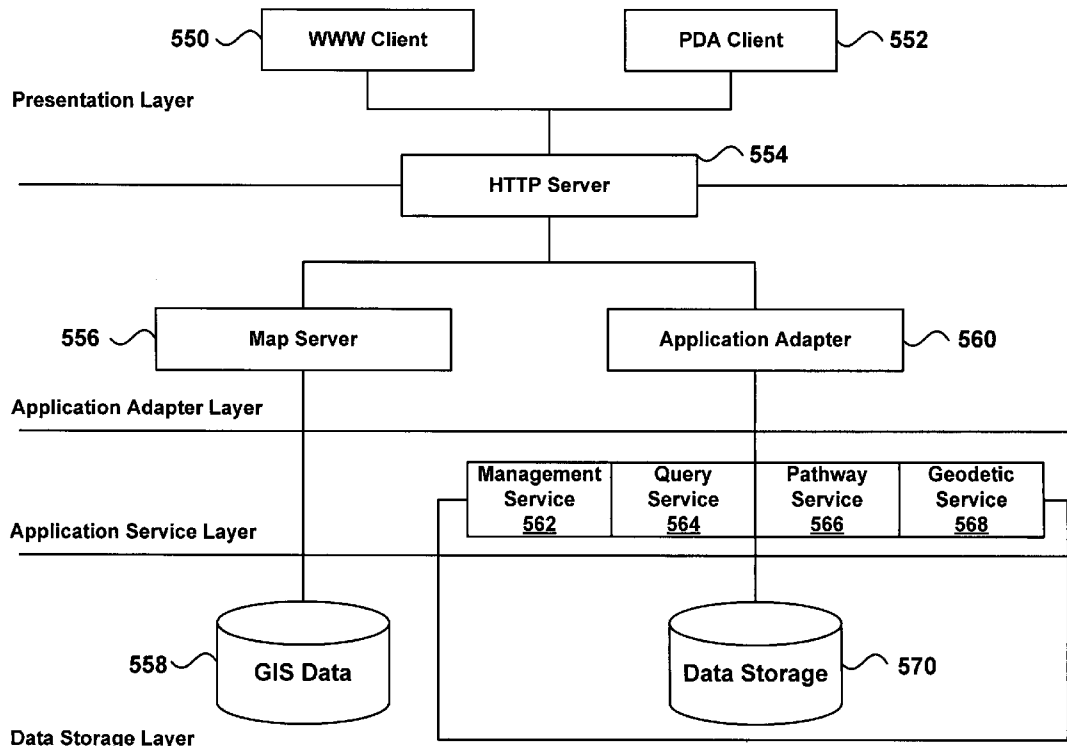 550
WWW Client
PDA Client
552
Presentation Layer
554
HTTP Server
556
Map Server
Application Adapter
560
Application Adapter Layer
Management
Service
562
Query
Service
564
Pathway
Service
566
Geodetic
Service
568
Application Service Layer
558
GIS Data
Data Storage
570
Data Storage Layer